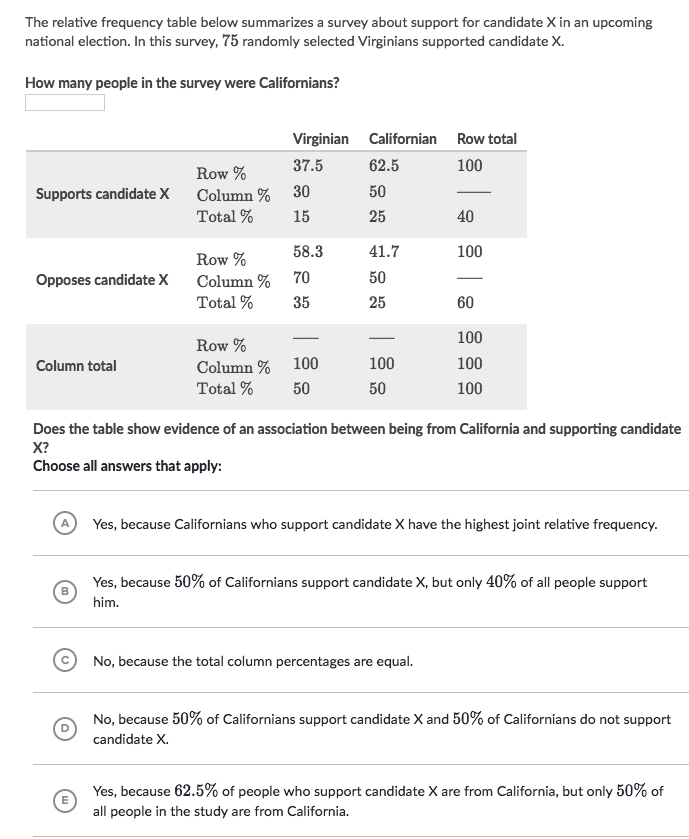 The relative frequency table below summarizes a survey about support for candidate X in an upcoming
national election. In this survey, 75 randomly selected Virginians supported candidate X.
How many people in the survey were Californians?
Virginian Californian Row total
Row % 37.5 62.5 100
Supports candidate X Column % 30 50 —
Total % 15 25 40
Row % 58.3 41.7 100
Opposes candidate X Column % 70 50 —
Total % 35 25 60
Row % — — 100
Column total Column % 100 100 100
Total % 50 50 100
Does the table show evidence of an association between being from California and supporting candidate
X?
Choose all answers that apply:
A Yes, because Californians who support candidate X have the highest joint relative frequency.
B Yes, because 50% of Californians support candidate X, but only 40% of all people support
him.
C No, because the total column percentages are equal.
D No, because 50% of Californians support candidate X and 50% of Californians do not support
candidate X.
E Yes, because 62.5% of people who support candidate X are from California, but only 50% of
all people in the study are from California.